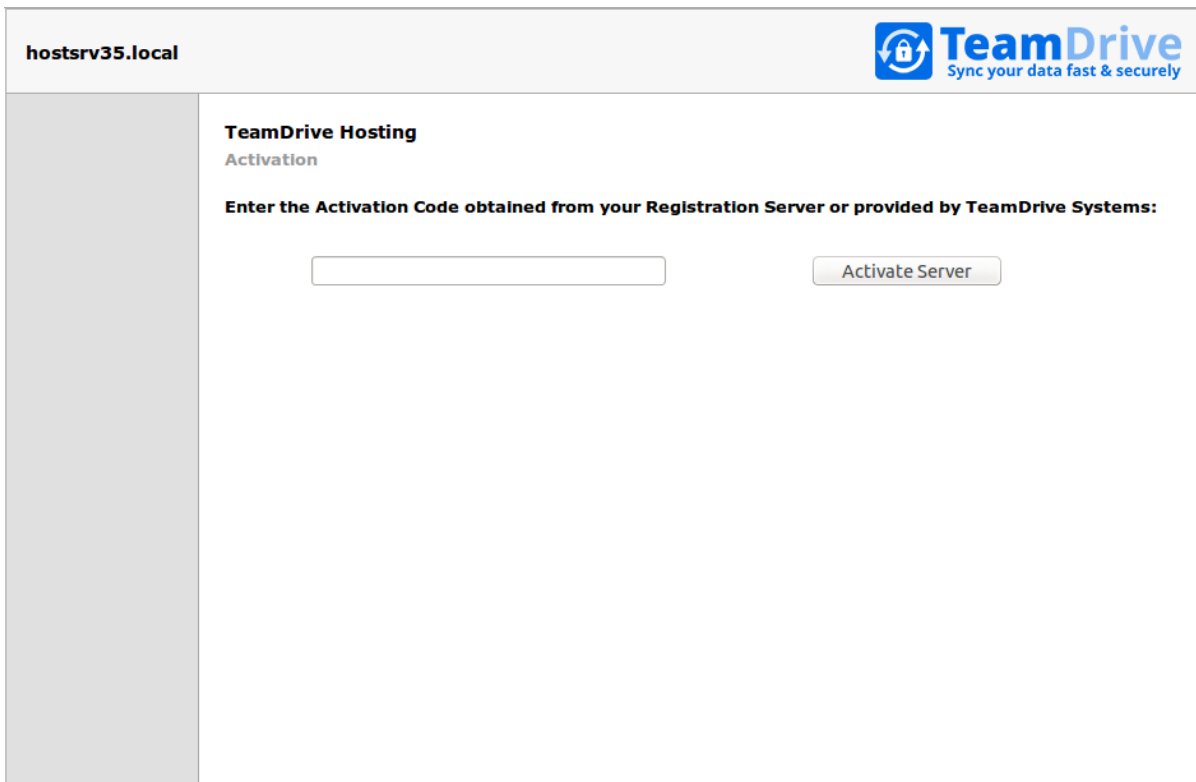 hostsrv35.local
TeamDrive
Sync your data fast & securely
TeamDrive Hosting
Activation
Enter the Activation Code obtained from your Registration Server or provided by TeamDrive Systems:
Activate Server